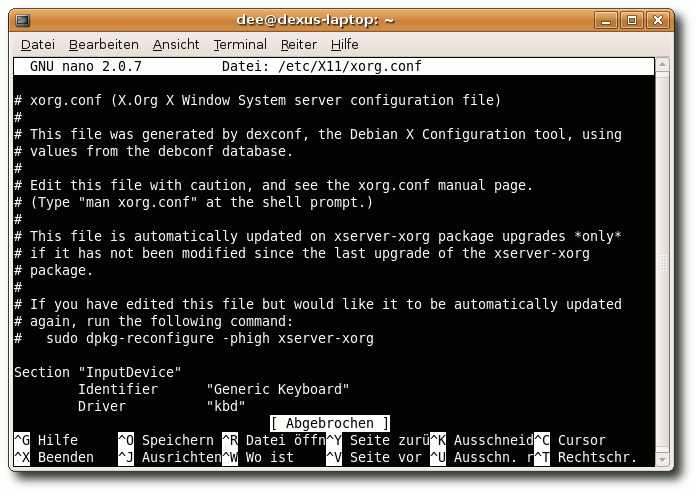 dee@dexus-laptop: ~
Datei Bearbeiten Ansicht Terminal Reiter Hilfe
GNU nano 2.0.7 Datei: /etc/X11/xorg.conf
# xorg.conf (X.Org X Window System server configuration file)
#
# This file was generated by dexconf, the Debian X Configuration tool, using
# values from the debconf database.
#
# Edit this file with caution, and see the xorg.conf manual page.
# (Type "man xorg.conf" at the shell prompt.)
#
# This file is automatically updated on xserver-xorg package upgrades *only*
# if it has not been modified since the last upgrade of the xserver-xorg
# package.
#
# If you have edited this file but would like it to be automatically updated
# again, run the following command:
#   sudo dpkg-reconfigure -phigh xserver-xorg
Section "InputDevice"
Identifier "Generic Keyboard"
Driver "kbd"
[ Abgebrochen ]
^G Hilfe ^O Speichern ^R Datei öffn^Y Seite zurü^K Ausschneid^C Cursor
^X Beenden ^J Ausrichten^W Wo ist ^V Seite vor ^U Ausschn. r^T Rechtschr.